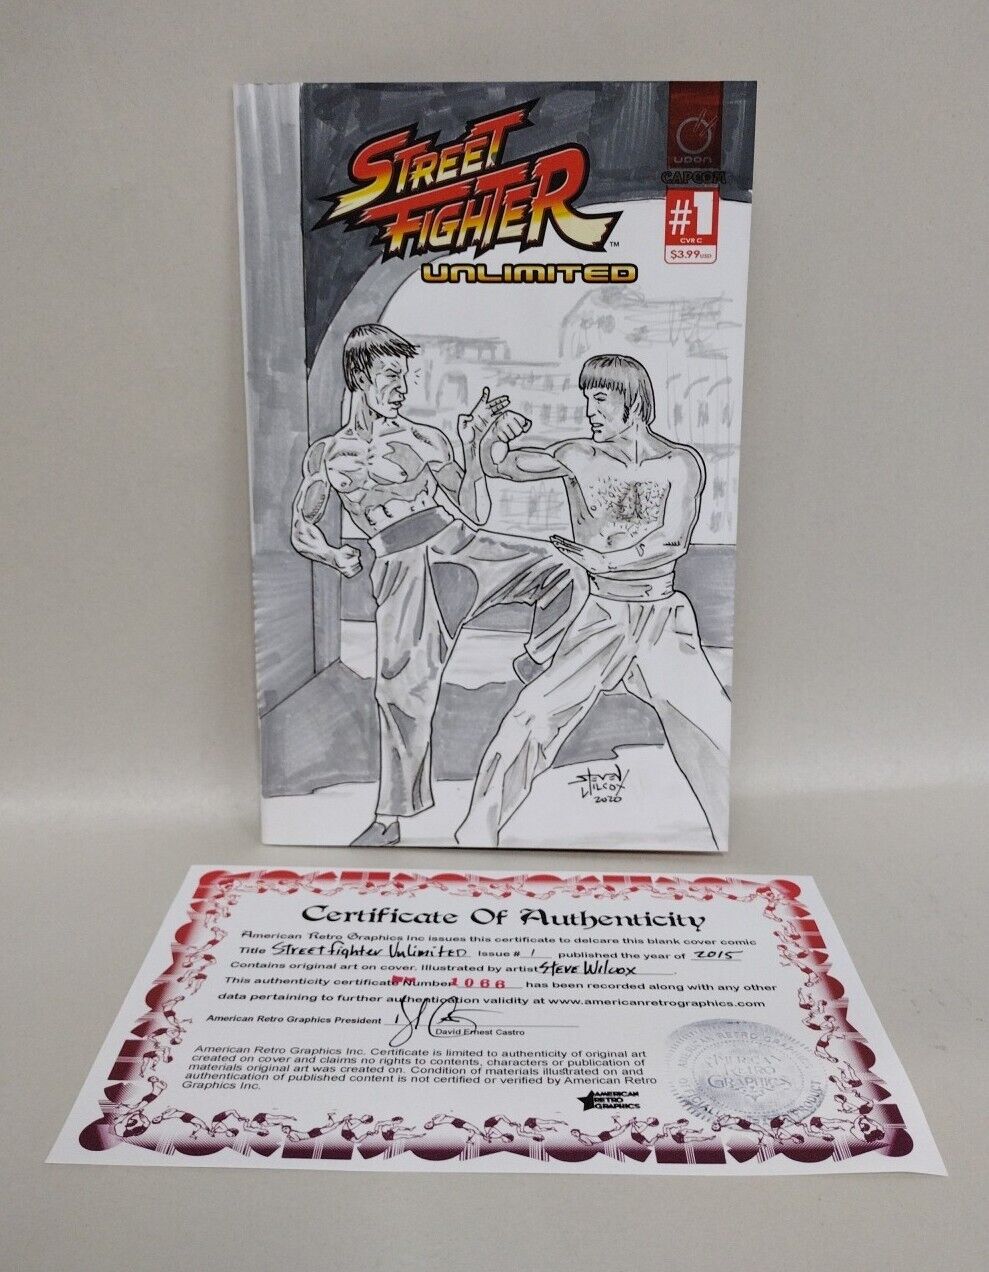 STREET
FIGHTER
™
UNLIMITED
UDON
CAPCOM
#1
CVR C
$3.99 USD
STEVEN
WILCOX
2020
Certificate Of Authenticity
American Retro Graphics Inc issues this certificate to delcare this blank cover comic
Title Street Fighter Unlimited Issue # 1 published the year of 2015
Contains original art on cover. Illustrated by artist Steve Wilcox
This authenticity certificate Number 1066 has been recorded along with any other
data pertaining to further authentication validity at www.americanretrographics.com
American Retro Graphics President
David Ernest Castro
American Retro Graphics Inc. Certificate is limited to authenticity of original art
created on cover and claims no rights to contents, characters or publication of
materials original art was created on. Condition of materials illustrated on and
authentication of published content is not certified or verified by American Retro
Graphics Inc.
AMERICAN
RETRO
GRAPHICS
RETRO
GRAPHICS